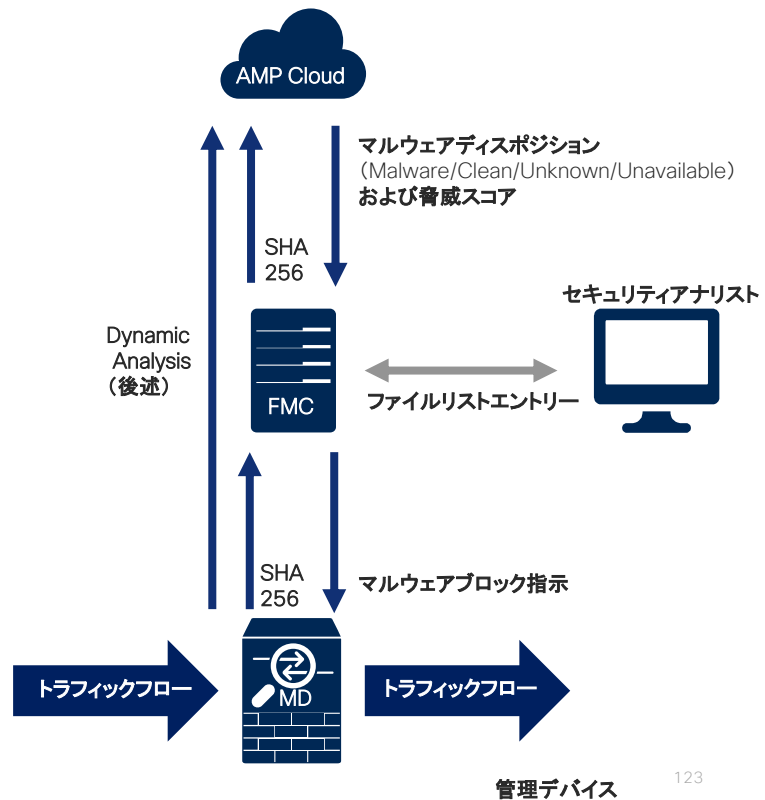 AMP Cloud
マルウェアディスポジション
（Malware/Clean/Unknown/Unavailable）
および脅威スコア
SHA
256
セキュリティアナリスト
Dynamic
Analysis
（後述）
FMC
ファイルリストエントリー
SHA
256
マルウェアブロック指示
トラフィックフロー
MD
トラフィックフロー
管理デバイス
123